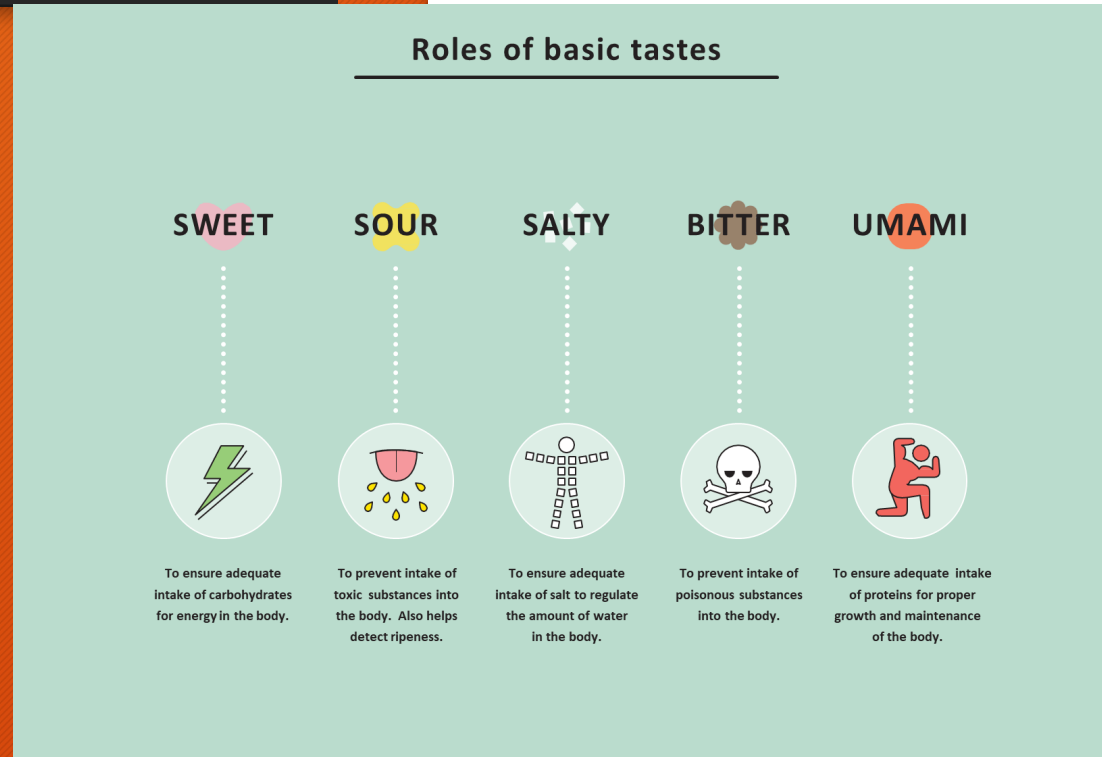 Roles of basic tastes
SWEET
SOUR
SALTY
BITTER
UMAMI
To ensure adequate
intake of carbohydrates
for energy in the body.
To prevent intake of
toxic substances into
the body. Also helps
detect ripeness.
To ensure adequate
intake of salt to regulate
the amount of water
in the body.
To prevent intake of
poisonous substances
into the body.
To ensure adequate intake
of proteins for proper
growth and maintenance
of the body.